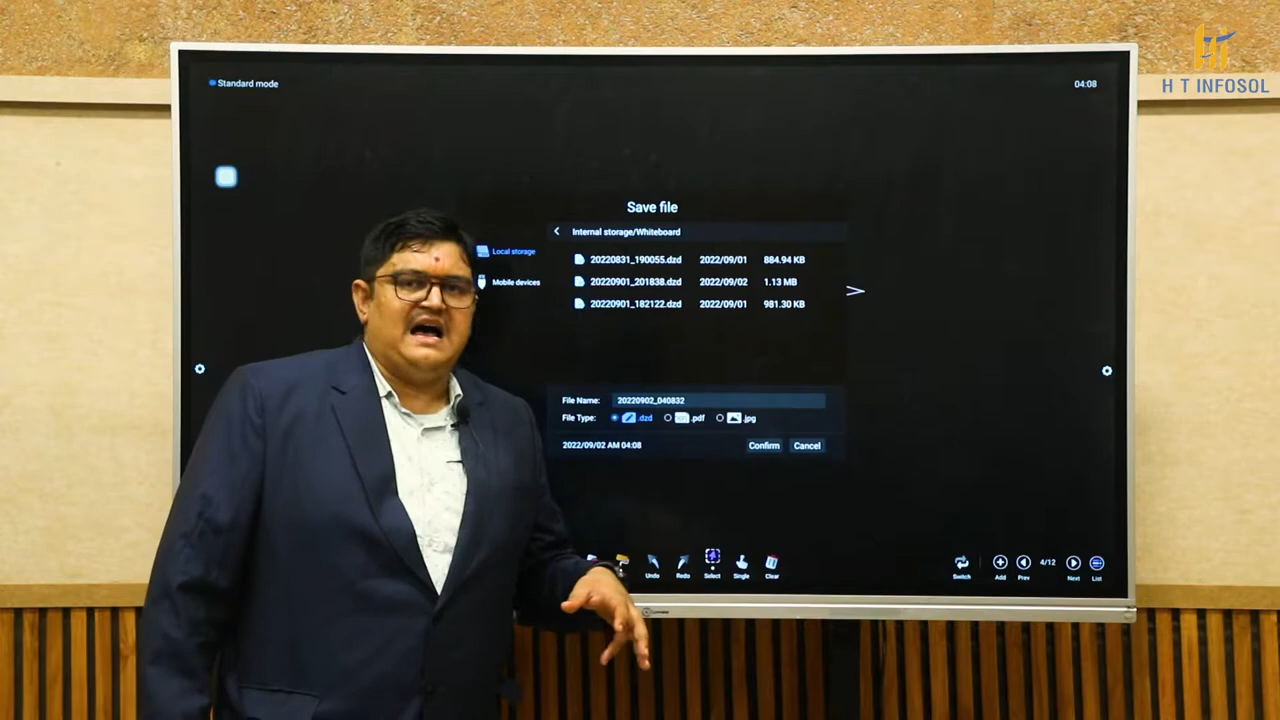 HT
H T INFOSOL
Standard mode
04:08
Save file
Internal storage/Whiteboard
Local storage
Mobile devices
20220831_190055.dzd 2022/09/01 884.94 KB
20220901_201838.dzd 2022/09/02 1.13 MB
20220901_182122.dzd 2022/09/01 981.30 KB
File Name: 20220902_040832
File Type: .dzd .pdf .jpg
2022/09/02 AM 04:08 Confirm Cancel
Undo Redo Select Single Clear
Switch Add Prev 4/12 Next List